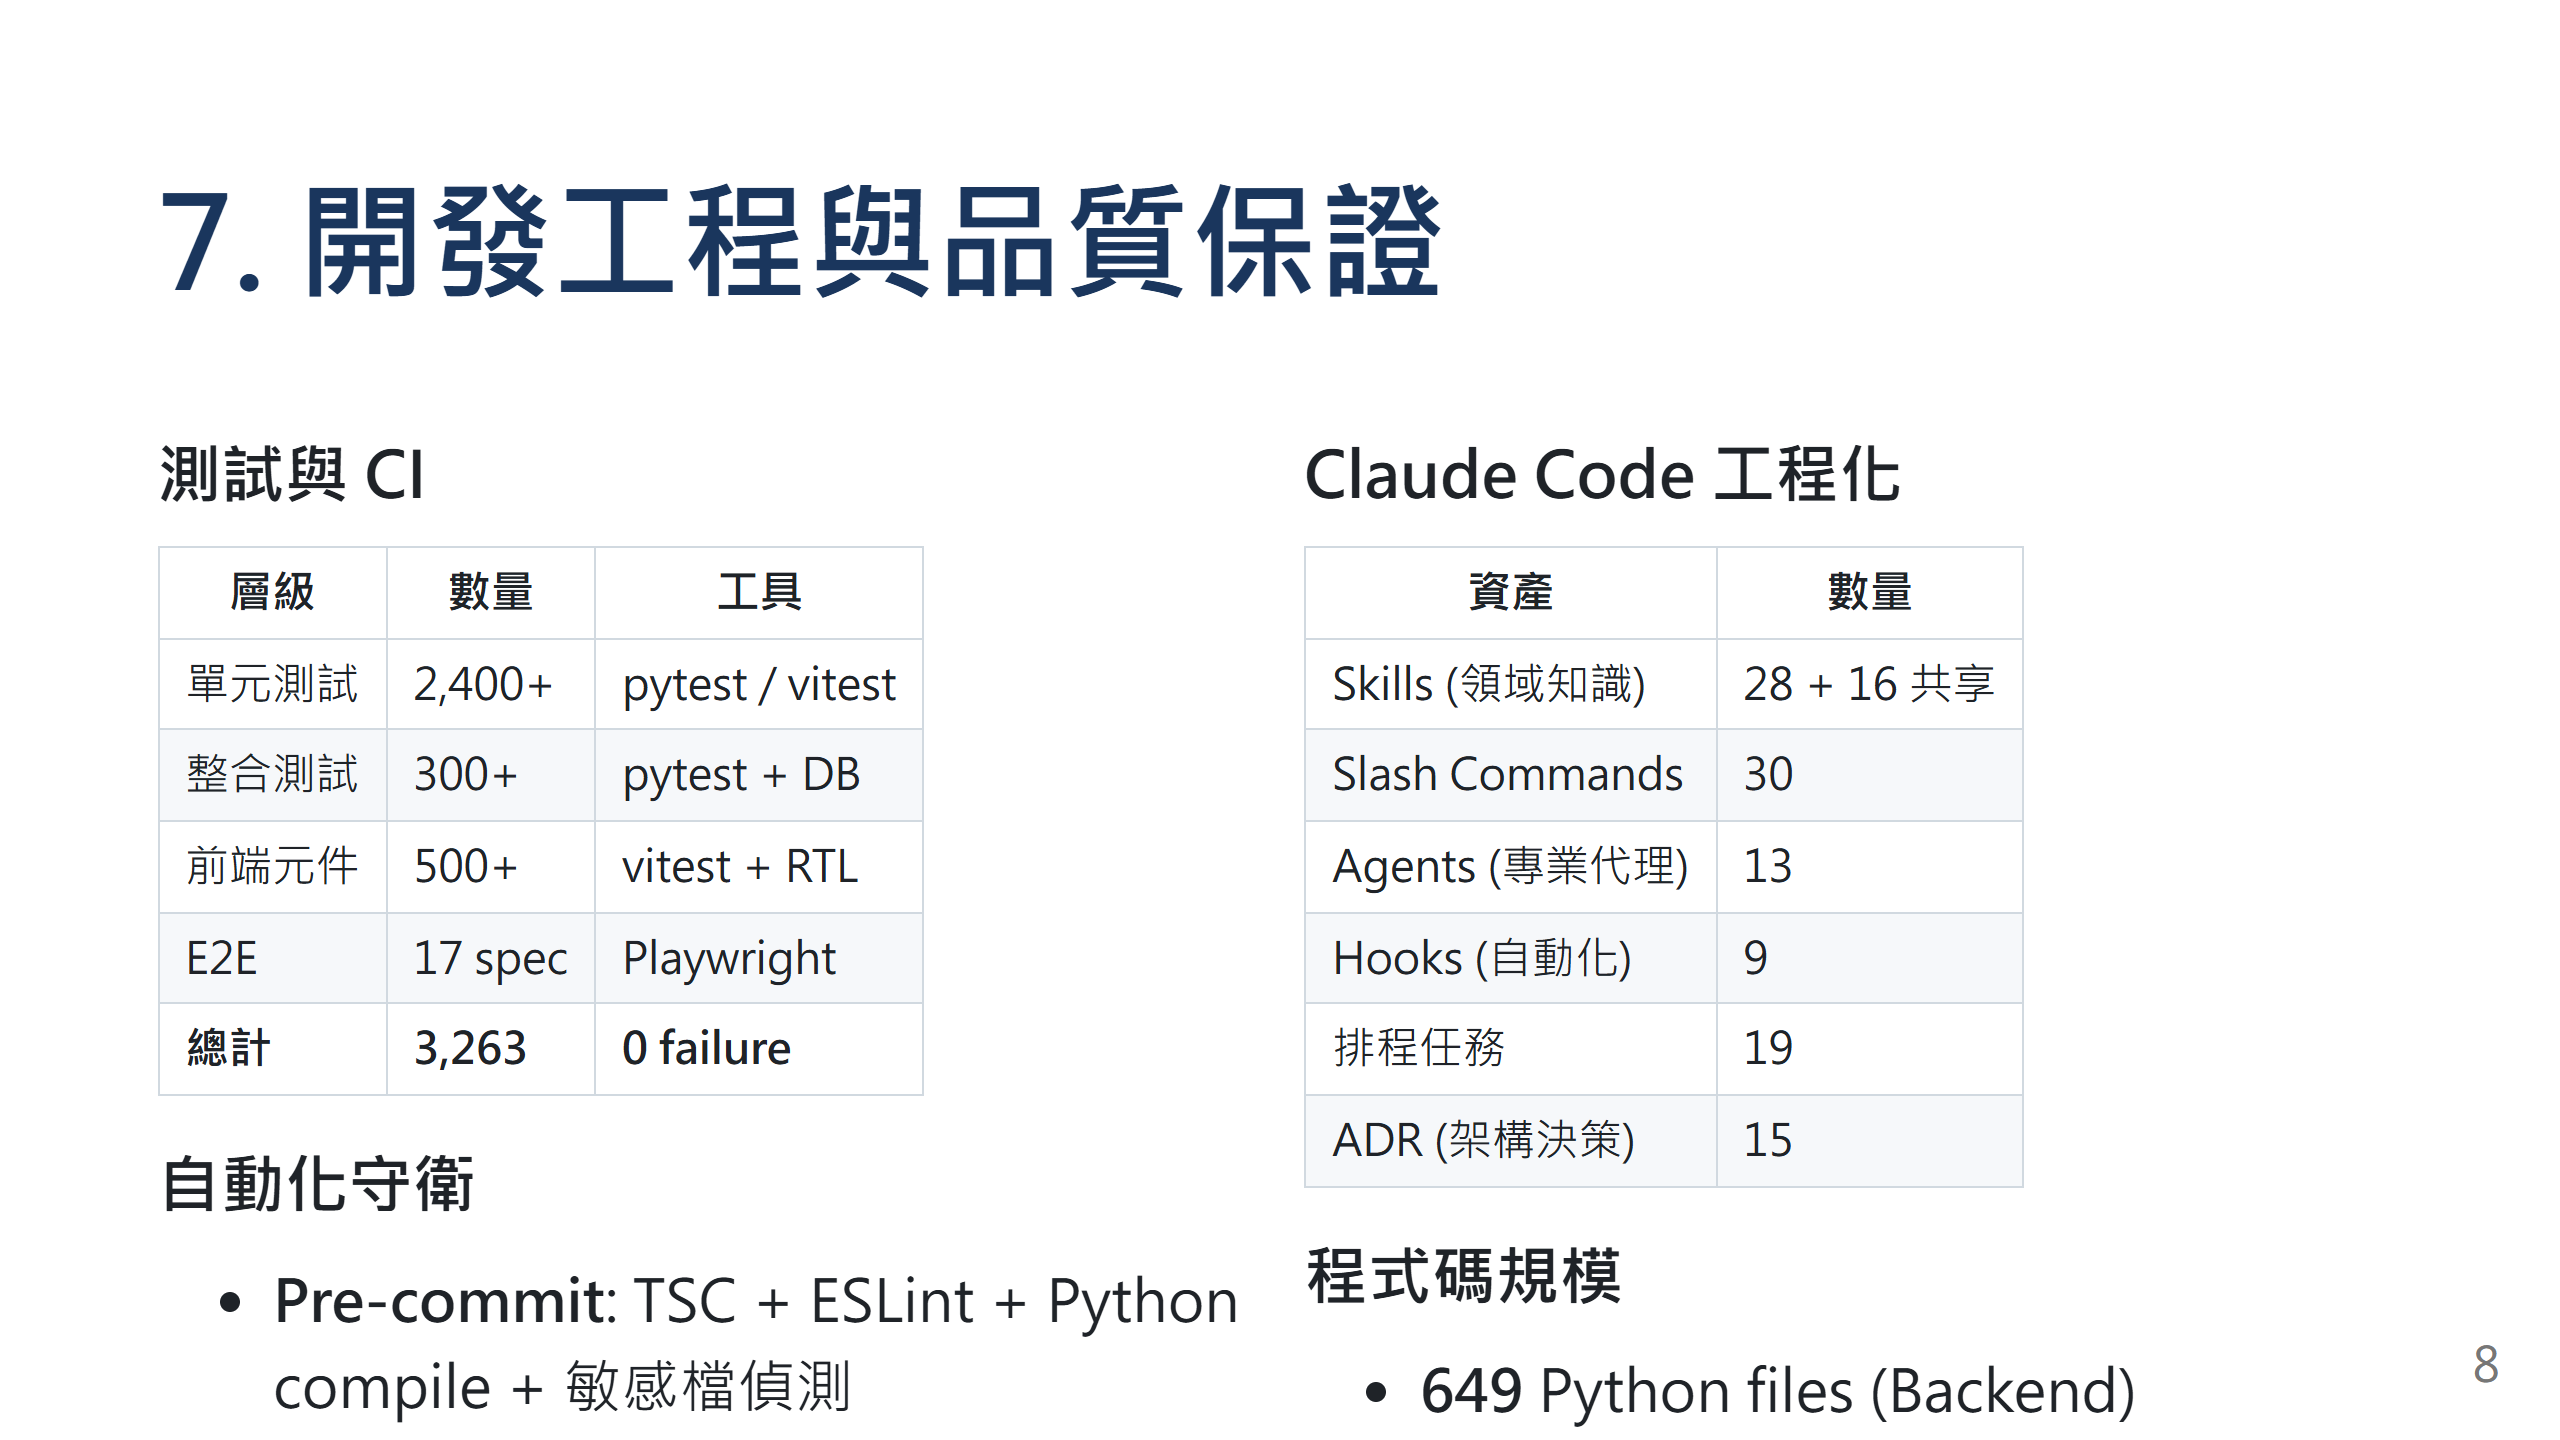 7. 開發工程與品質保證
測試與 CI
層級 數量 工具
單元測試 2,400+ pytest / vitest
整合測試 300+ pytest + DB
前端元件 500+ vitest + RTL
E2E 17 spec Playwright
總計 3,263 0 failure
自動化守衛
• Pre-commit: TSC + ESLint + Python
compile + 敏感檔偵測
Claude Code 工程化
資產 數量
Skills (領域知識) 28 + 16 共享
Slash Commands 30
Agents (專業代理) 13
Hooks (自動化) 9
排程任務 19
ADR (架構決策) 15
程式碼規模
• 649 Python files (Backend)
8